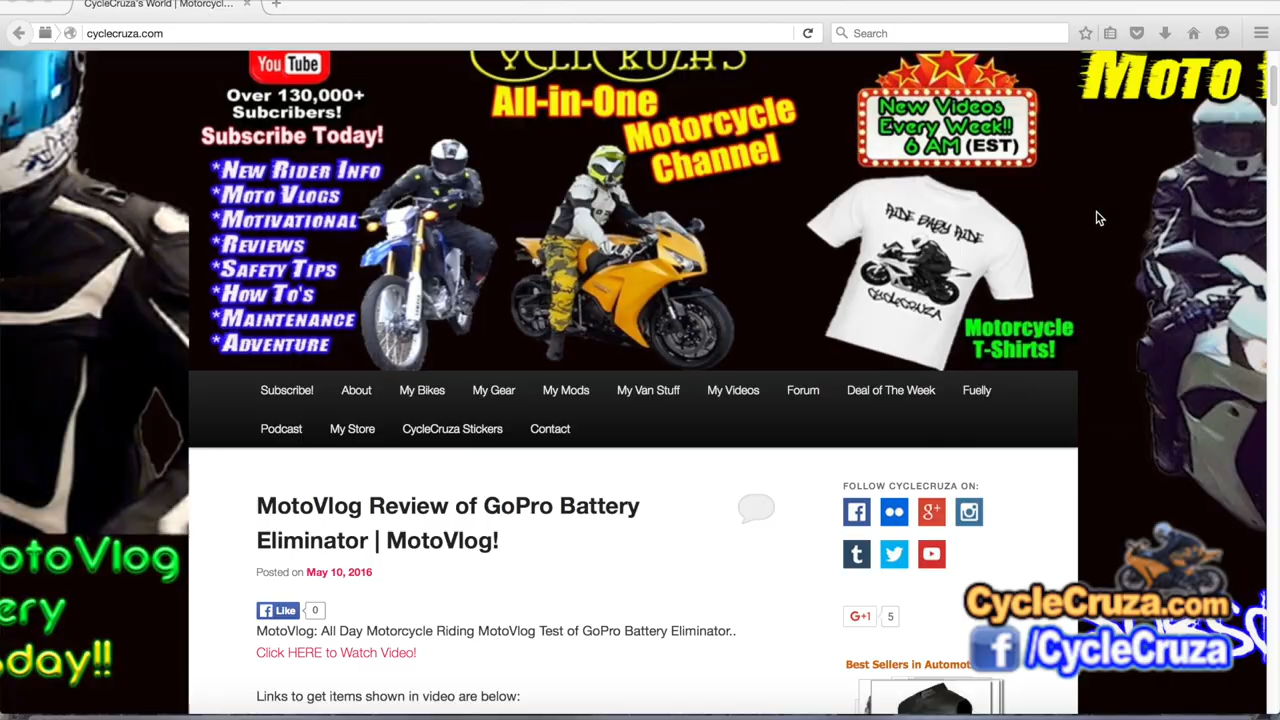 CycleCruza's World | Motorcycl...
cyclecruza.com
Search
YouTube
Over 130,000+
Subcribers!
Subscribe Today!
*New Rider Info
*Moto Vlogs
*Motivational
*Reviews
*Safety Tips
*How To's
*Maintenance
*Adventure
CycleCruza's
All-in-One
Motorcycle
Channel
New Videos
Every Week!!
6 AM (EST)
RIDE BABY RIDE
CYCLECRUZA
Motorcycle
T-Shirts!
Moto
Subscribe! About My Bikes My Gear My Mods My Van Stuff My Videos Forum Deal of The Week Fuelly
Podcast My Store CycleCruza Stickers Contact
MotoVlog Review of GoPro Battery
Eliminator | MotoVlog!
Posted on May 10, 2016
Like 0
MotoVlog: All Day Motorcycle Riding MotoVlog Test of GoPro Battery Eliminator..
Click HERE to Watch Video!
Links to get items shown in video are below:
FOLLOW CYCLECRUZA ON:
G+1 5
Best Sellers in Automot
otoVlog
ery
sday!!
CycleCruza.com
f /CycleCruza